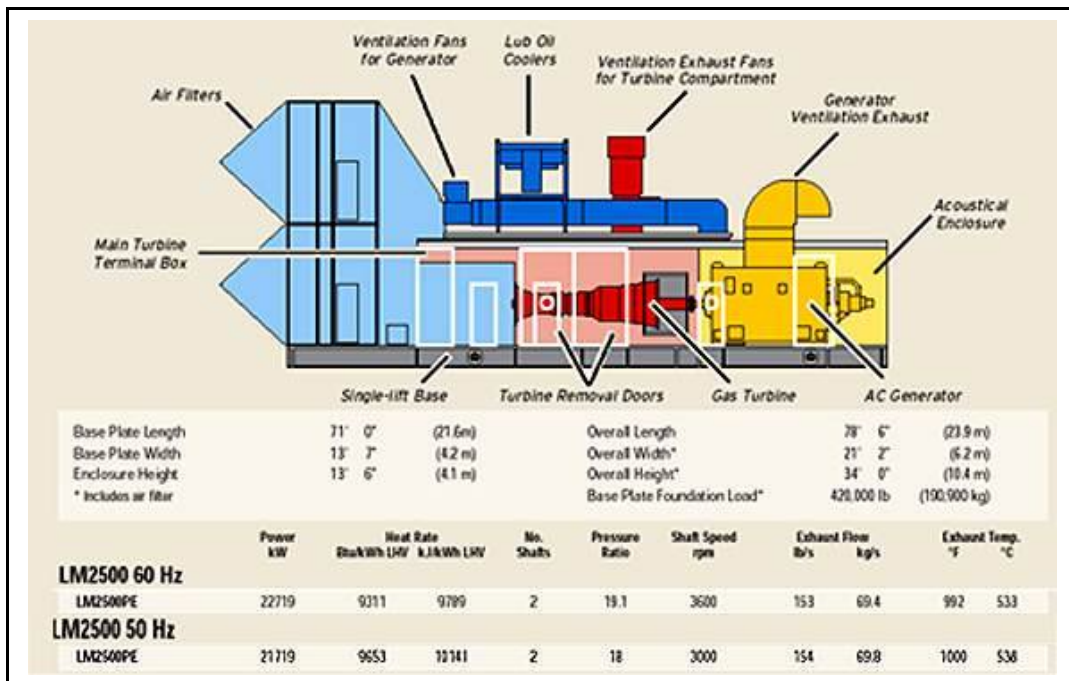 Ventilation Fans
for Generator
Lub Oil
Coolers
Ventilation Exhaust Fans
for Turbine Compartment
Air Filters
Generator
Ventilation Exhaust
Acoustical
Enclosure
Main Turbine
Terminal Box
Single-lift Base
Turbine Removal Doors
Gas Turbine
AC Generator
Base Plate Length 71' 0" (21.6m) Overall Length 78' 6" (23.9 m)
Base Plate Width 13' 7" (4.2 m) Overall Width* 21' 2" (6.2 m)
Enclosure Height 13' 6" (4.1 m) Overall Height* 34' 0" (10.4 m)
* Includes air filter Base Plate Foundation Load* 420,000 lb (190,900 kg)
Power Heat Rate No. Pressure Shaft Speed Exhaust Flow Exhaust Temp.
kW Btu/kWh LHV kJ/kWh LHV Shafts Ratio rpm lb/s kg/s °F °C
LM2500 60 Hz
LM2500PE 22719 9311 9789 2 19.1 3600 153 69.4 992 533
LM2500 50 Hz
LM2500PE 21719 9653 10141 2 18 3000 154 69.8 1000 538